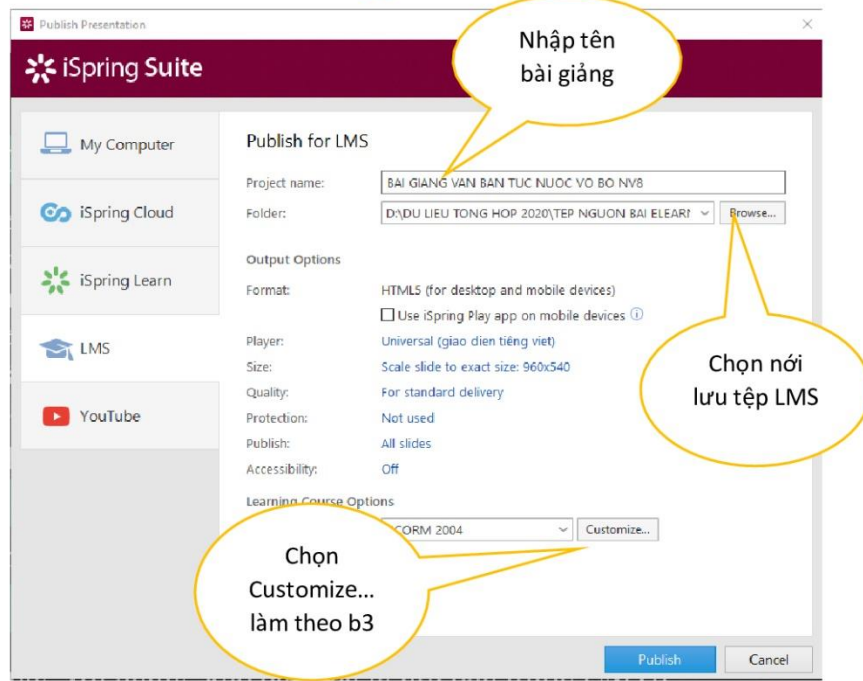 Publish Presentation
iSpring Suite
Nhập tên
bài giảng
My Computer
iSpring Cloud
iSpring Learn
LMS
YouTube
Publish for LMS
Project name:
BAI GIANG VAN BAN TUC NUOC VO BO NV8
Folder:
D:\DU LIEU TONG HOP 2020\TEP NGUON BAI ELEARN
Browse...
Output Options
Format:
HTML5 (for desktop and mobile devices)
Use iSpring Play app on mobile devices
Player:
Universal (giao dien tiêng viet)
Size:
Scale slide to exact size: 960x540
Quality:
For standard delivery
Protection:
Not used
Publish:
All slides
Accessibility:
Off
Chọn nới
lưu tệp LMS
Learning Course Options
CORM 2004
Customize...
Chọn
Customize...
làm theo b3
Publish
Cancel